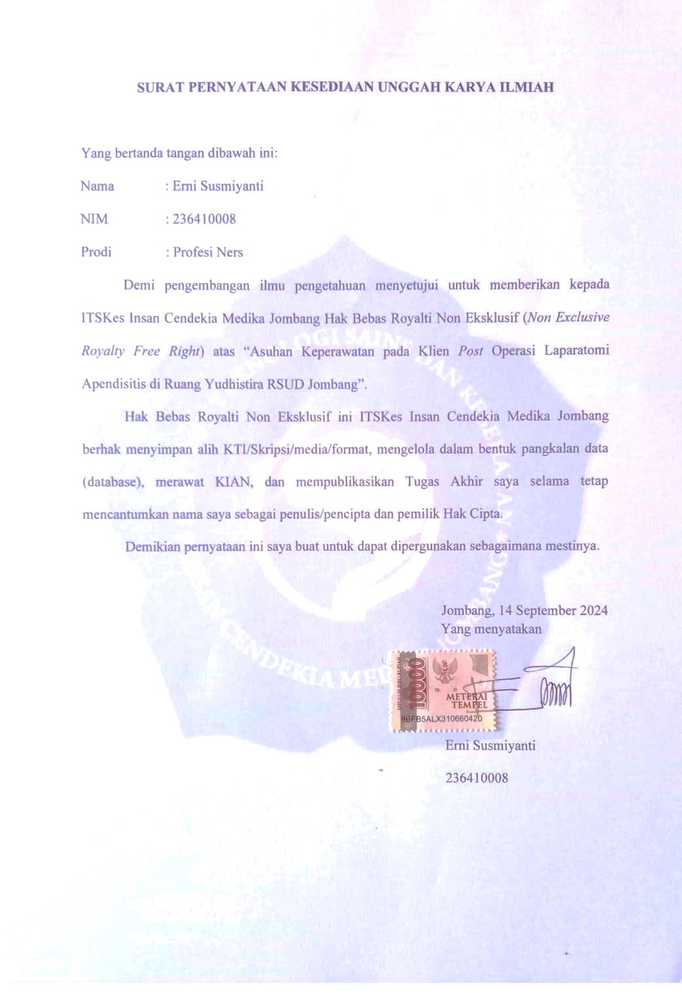 SURAT PERNYATAAN KESEDIAAN UNGGAH KARYA ILMIAH
Yang bertanda tangan dibawah ini:
Nama : Erni Susmiyanti
NIM : 236410008
Prodi : Profesi Ners
Demi pengembangan ilmu pengetahuan menyetujui untuk memberikan kepada
ITSKes Insan Cendekia Medika Jombang Hak Bebas Royalti Non Eksklusif (Non Exclusive
Royalty Free Right) atas “Asuhan Keperawatan pada Klien Post Operasi Laparatomi
Apendisitis di Ruang Yudhistira RSUD Jombang”.
Hak Bebas Royalti Non Eksklusif ini ITSKes Insan Cendekia Medika Jombang
berhak menyimpan alih KTI/Skripsi/media/format, mengelola dalam bentuk pangkalan data
(database), merawat KIAN, dan mempublikasikan Tugas Akhir saya selama tetap
mencantumkan nama saya sebagai penulis/pencipta dan pemilik Hak Cipta.
Demikian pernyataan ini saya buat untuk dapat dipergunakan sebagaimana mestinya.
Jombang, 14 September 2024
Yang menyatakan
10000
METERAI
TEMPEL
9BFB5ALX310660420
Erni Susmiyanti
236410008